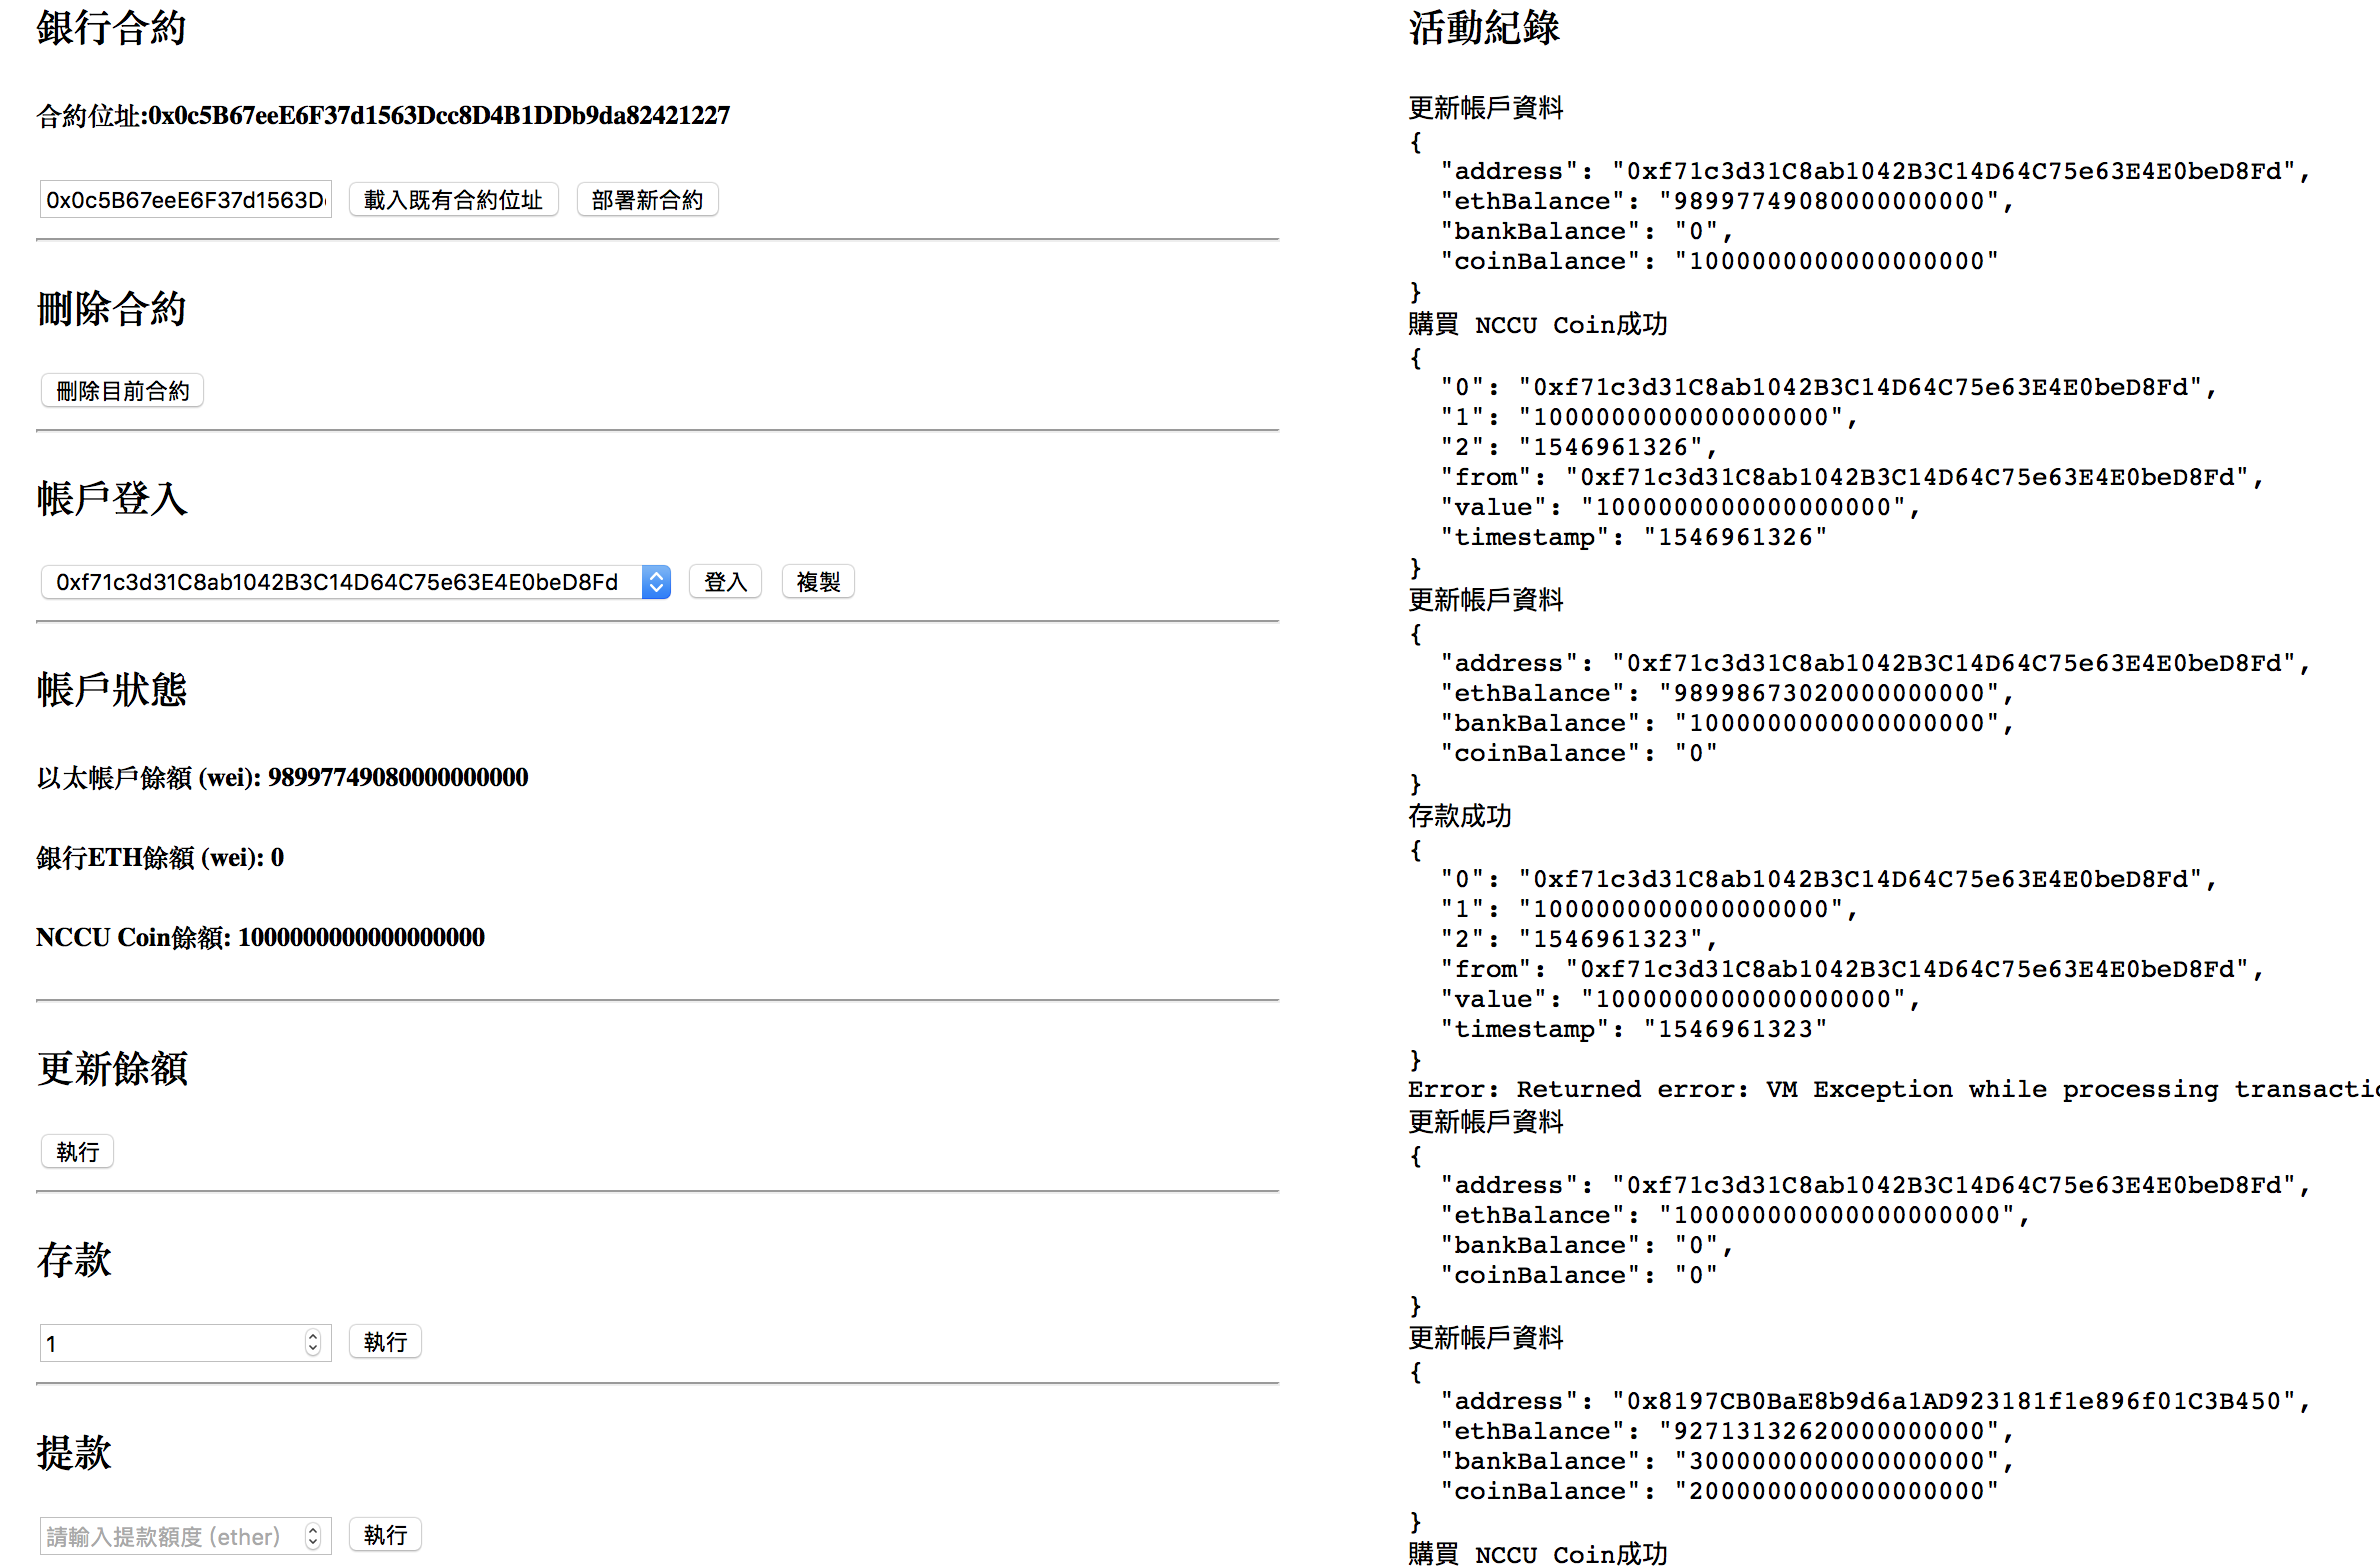 銀行合約
合約位址:0x0c5B67eeE6F37d1563Dcc8D4B1DDb9da82421227
0x0c5B67eeE6F37d1563D 載入既有合約位址 部署新合約
刪除合約
刪除目前合約
帳戶登入
0xf71c3d31C8ab1042B3C14D64C75e63E4E0beD8Fd 登入 複製
帳戶狀態
以太帳戶餘額 (wei): 98997749080000000000
銀行ETH餘額 (wei): 0
NCCU Coin餘額: 1000000000000000000
更新餘額
執行
存款
1 執行
提款
請輸入提款額度 (ether) 執行
活動紀錄
更新帳戶資料
{
"address": "0xf71c3d31C8ab1042B3C14D64C75e63E4E0beD8Fd",
"ethBalance": "98997749080000000000",
"bankBalance": "0",
"coinBalance": "1000000000000000000"
}
購買 NCCU Coin成功
{
"0": "0xf71c3d31C8ab1042B3C14D64C75e63E4E0beD8Fd",
"1": "1000000000000000000",
"2": "1546961326",
"from": "0xf71c3d31C8ab1042B3C14D64C75e63E4E0beD8Fd",
"value": "1000000000000000000",
"timestamp": "1546961326"
}
更新帳戶資料
{
"address": "0xf71c3d31C8ab1042B3C14D64C75e63E4E0beD8Fd",
"ethBalance": "98998673020000000000",
"bankBalance": "1000000000000000000",
"coinBalance": "0"
}
存款成功
{
"0": "0xf71c3d31C8ab1042B3C14D64C75e63E4E0beD8Fd",
"1": "1000000000000000000",
"2": "1546961323",
"from": "0xf71c3d31C8ab1042B3C14D64C75e63E4E0beD8Fd",
"value": "1000000000000000000",
"timestamp": "1546961323"
}
Error: Returned error: VM Exception while processing transacti
更新帳戶資料
{
"address": "0xf71c3d31C8ab1042B3C14D64C75e63E4E0beD8Fd",
"ethBalance": "100000000000000000000",
"bankBalance": "0",
"coinBalance": "0"
}
更新帳戶資料
{
"address": "0x8197CB0BaE8b9d6a1AD923181f1e896f01C3B450",
"ethBalance": "92713132620000000000",
"bankBalance": "3000000000000000000",
"coinBalance": "2000000000000000000"
}
購買 NCCU Coin成功